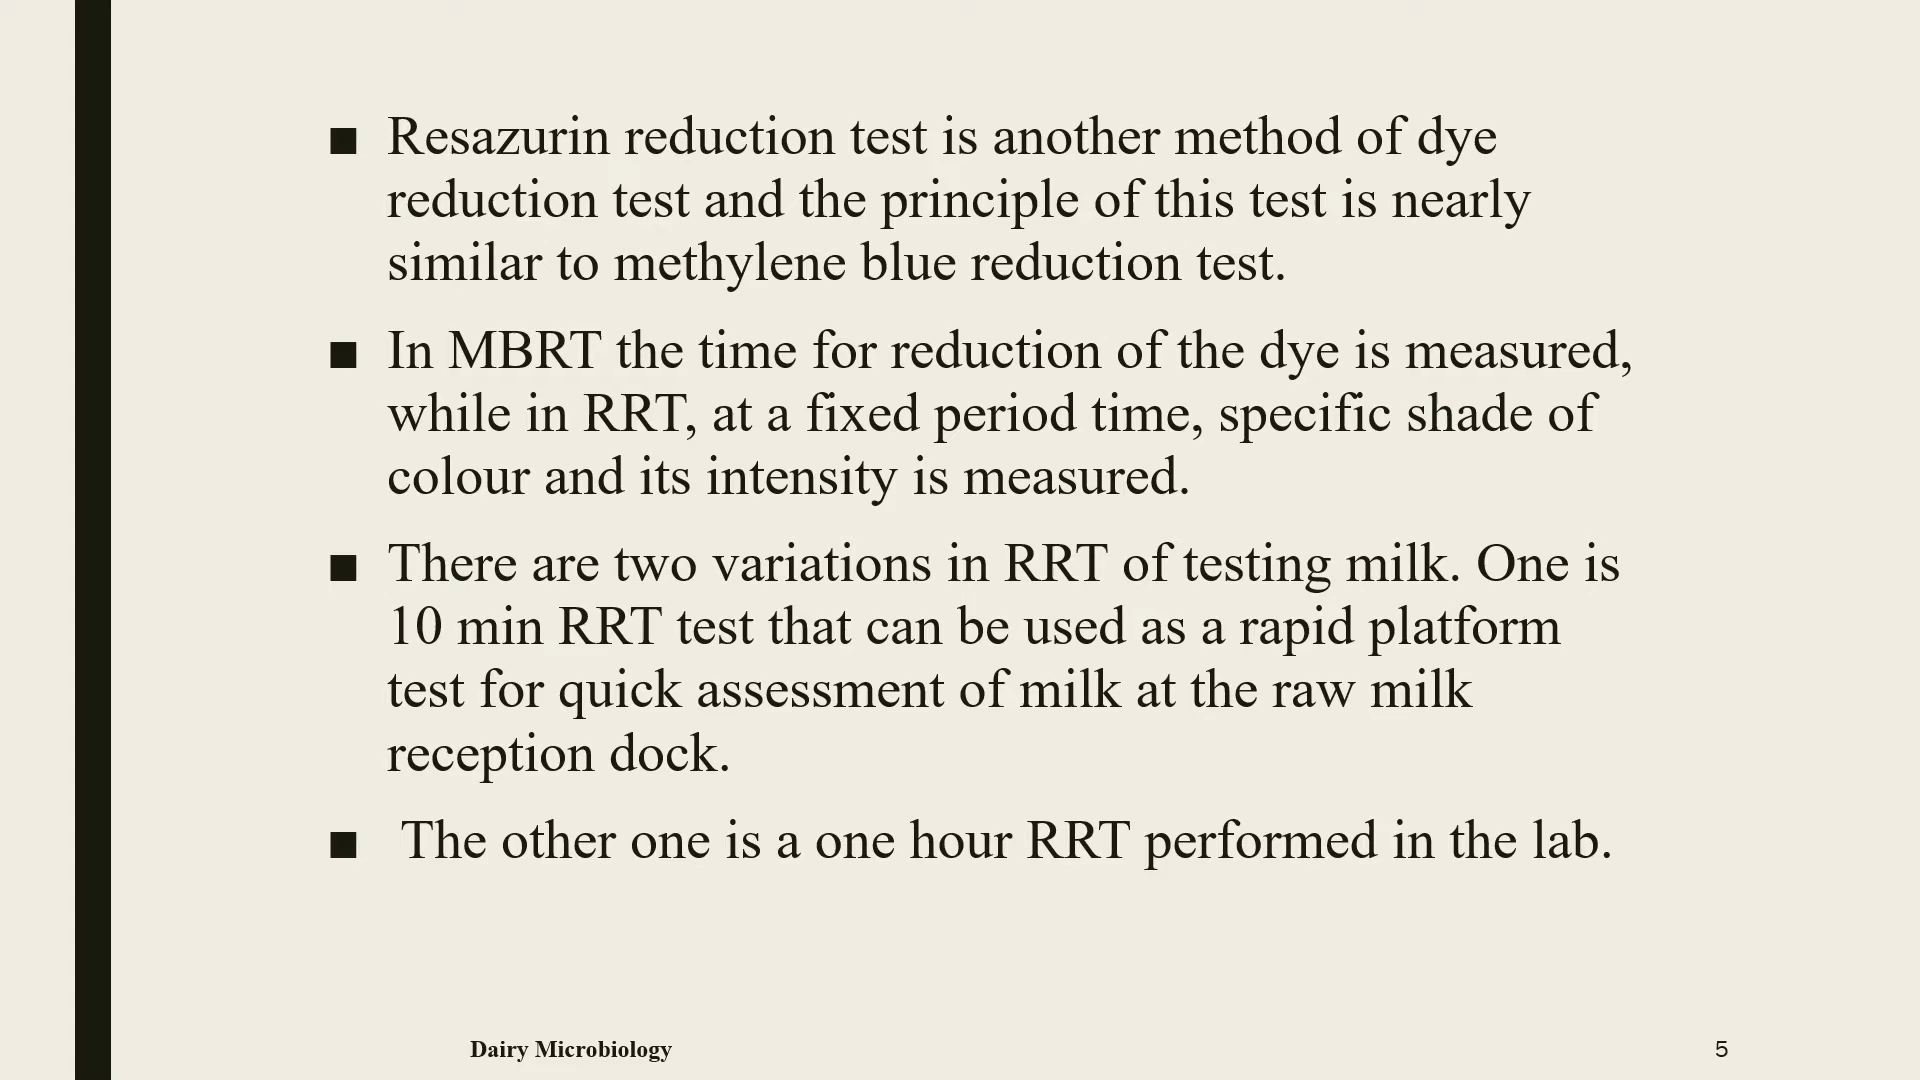 ■ Resazurin reduction test is another method of dye
reduction test and the principle of this test is nearly
similar to methylene blue reduction test.
■ In MBRT the time for reduction of the dye is measured,
while in RRT, at a fixed period time, specific shade of
colour and its intensity is measured.
■ There are two variations in RRT of testing milk. One is
10 min RRT test that can be used as a rapid platform
test for quick assessment of milk at the raw milk
reception dock.
■ The other one is a one hour RRT performed in the lab.
Dairy Microbiology
5